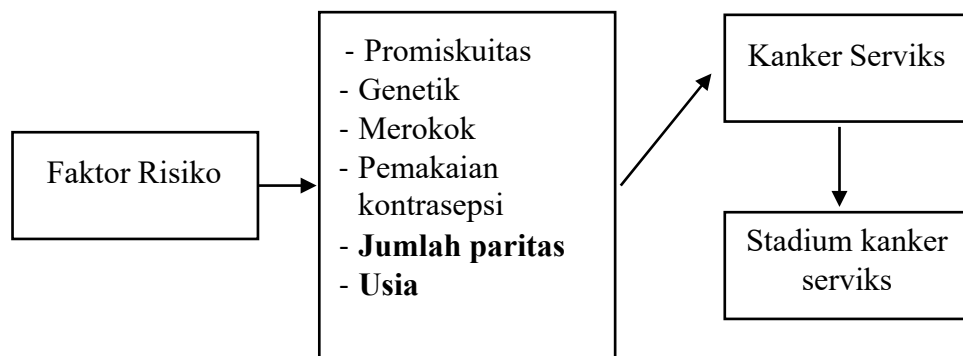 Faktor Risiko
- Promiskuitas
- Genetik
- Merokok
- Pemakaian
kontrasepsi
- Jumlah paritas
- Usia
Kanker Serviks
Stadium kanker
serviks